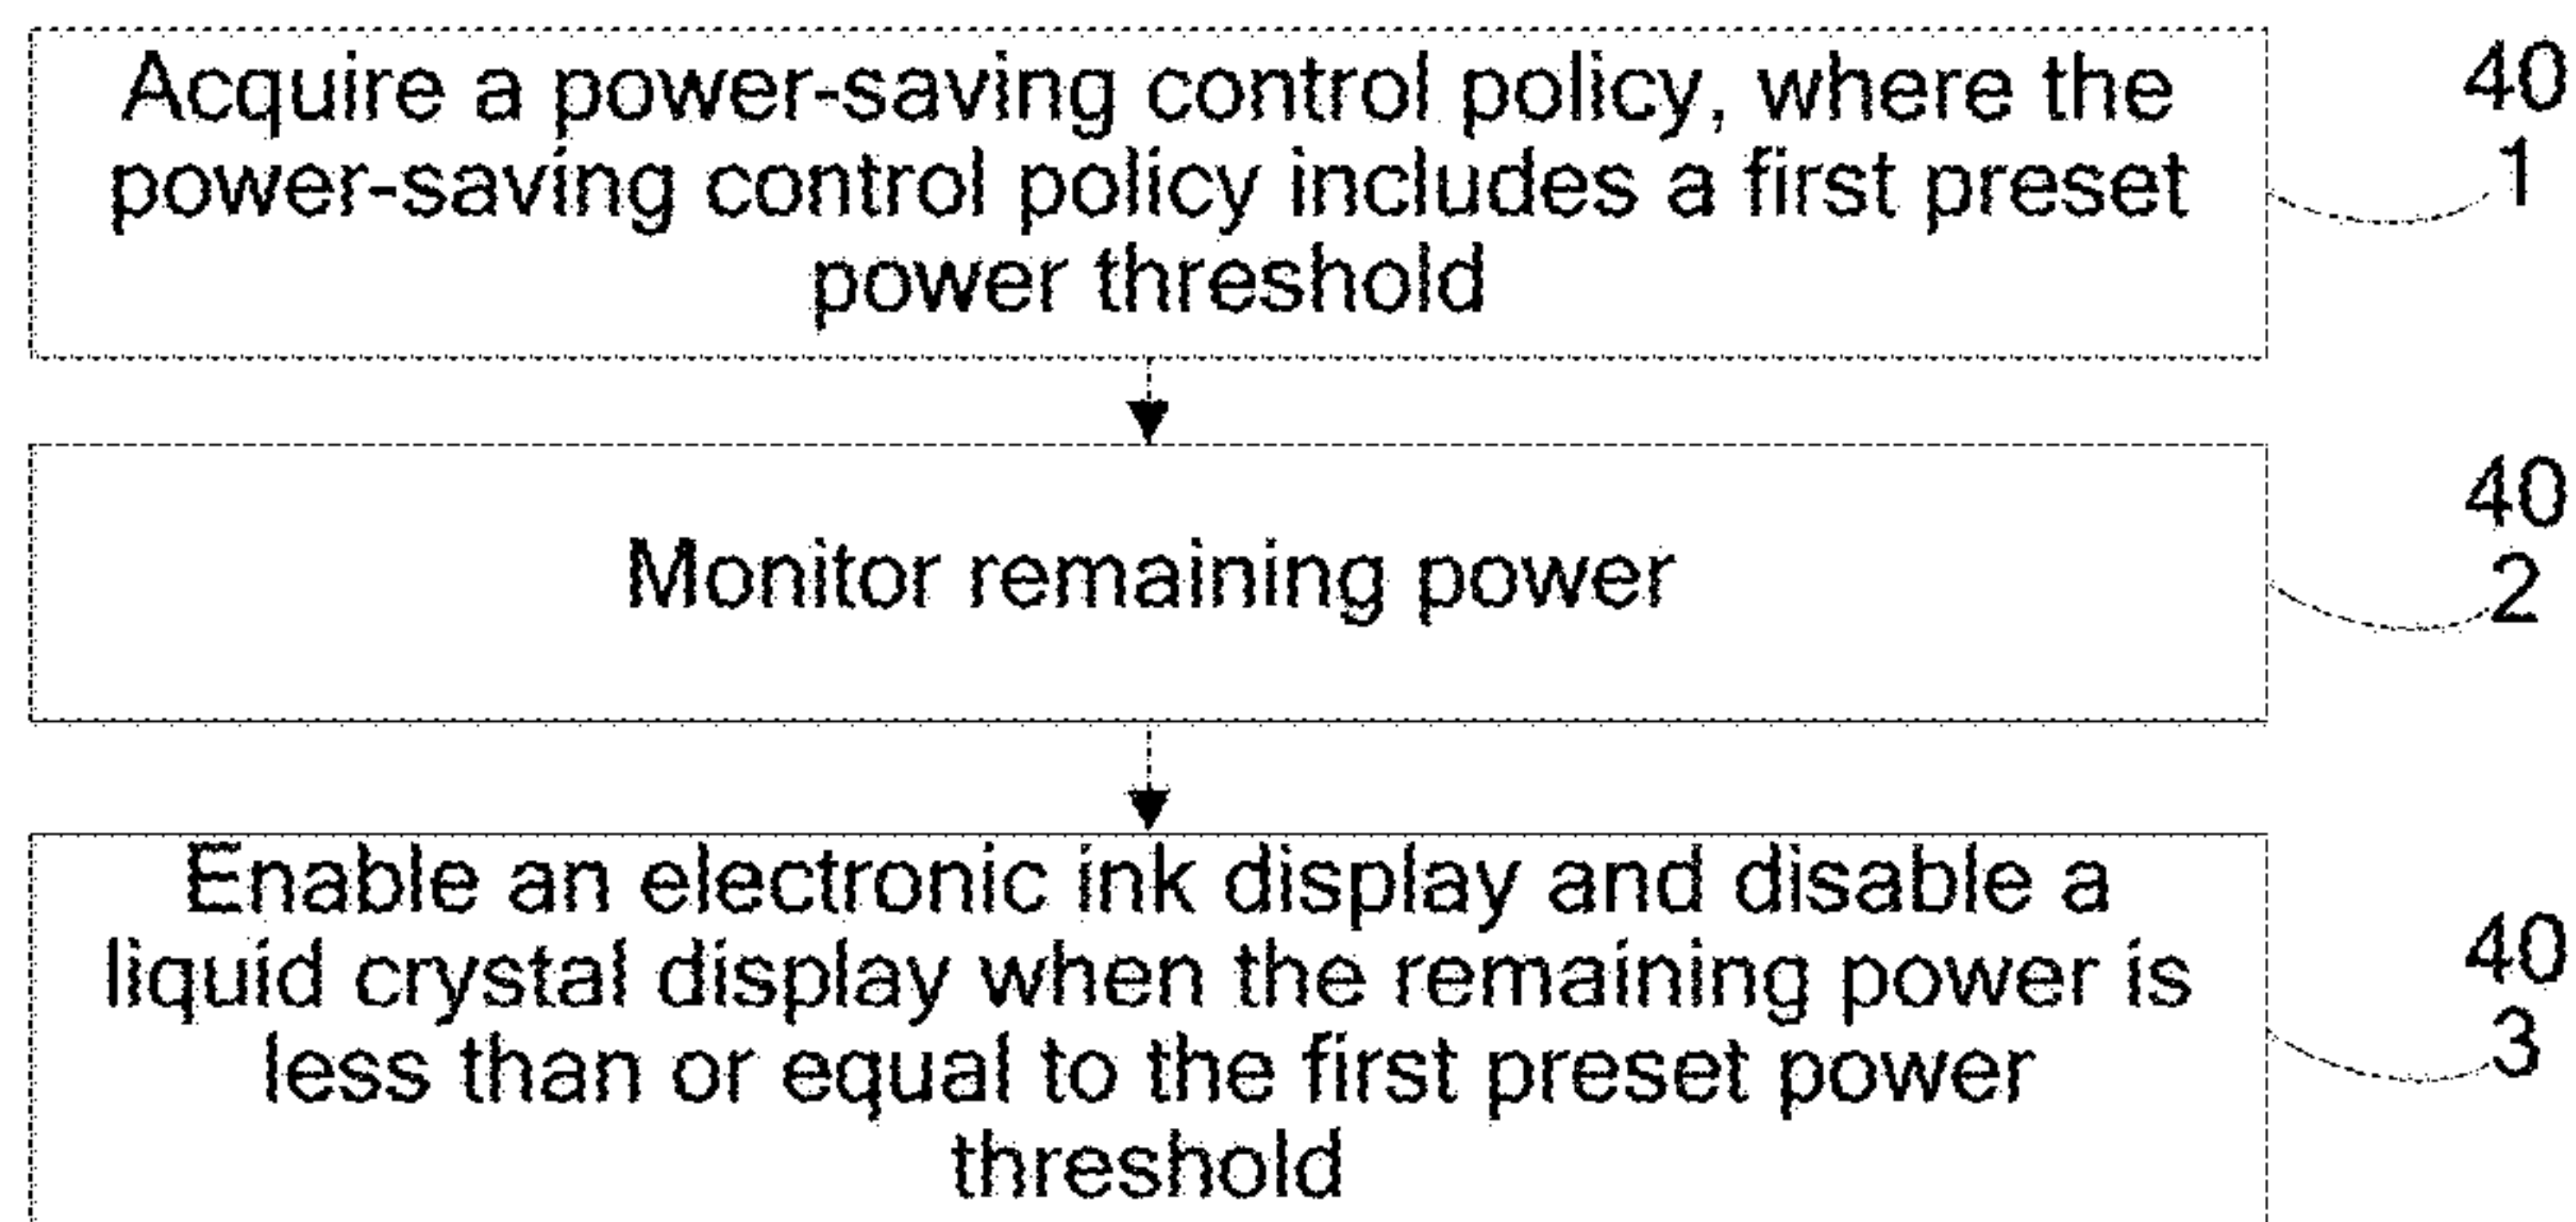 Acquire a power-saving control policy, where the
power-saving control policy includes a first preset
power threshold
40
1
Monitor remaining power
40
2
Enable an electronic ink display and disable a
liquid crystal display when the remaining power is
less than or equal to the first preset power
threshold
40
3